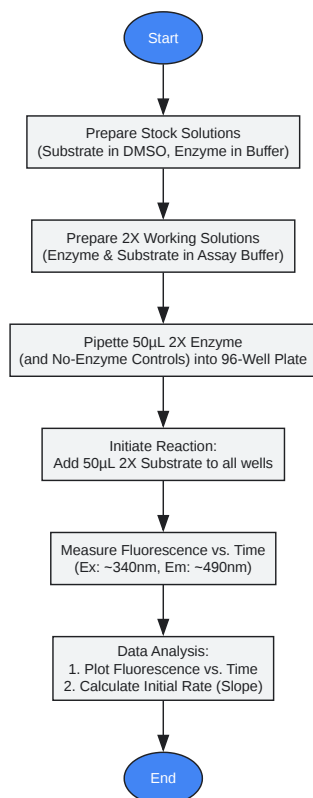 Start
Prepare Stock Solutions
(Substrate in DMSO, Enzyme in Buffer)
Prepare 2X Working Solutions
(Enzyme & Substrate in Assay Buffer)
Pipette 50µL 2X Enzyme
(and No-Enzyme Controls) into 96-Well Plate
Initiate Reaction:
Add 50µL 2X Substrate to all wells
Measure Fluorescence vs. Time
(Ex: ~340nm, Em: ~490nm)
Data Analysis:
1. Plot Fluorescence vs. Time
2. Calculate Initial Rate (Slope)
End